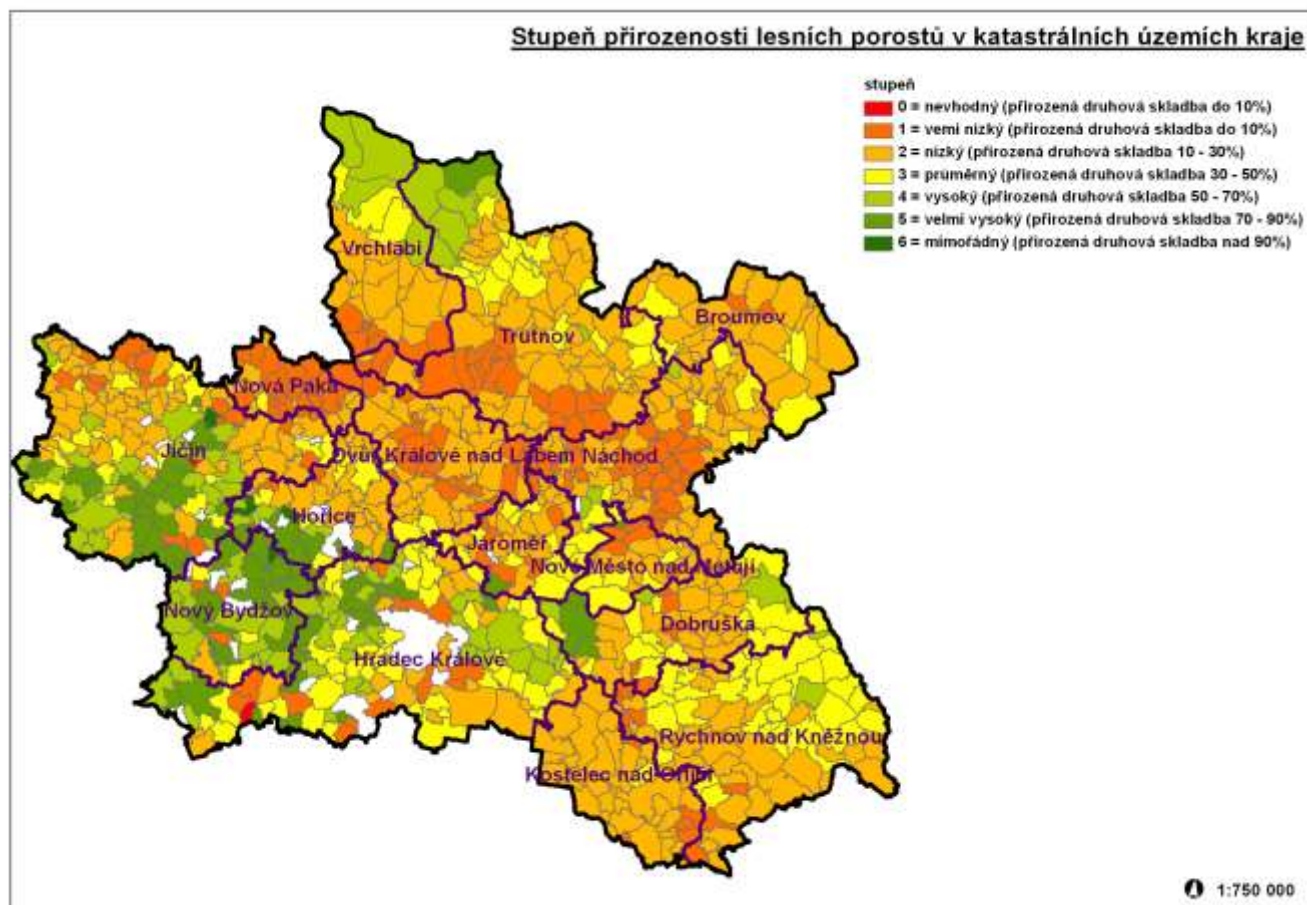 Stupeň přirozenosti lesních porostů v katastrálních územích kraje
stupeň
0 = nevhodný (přirozená druhová skladba do 10%)
1 = vemi nízký (přirozená druhová skladba do 10%)
2 = nízký (přirozená druhová skladba 10 - 30%)
3 = průměrný (přirozená druhová skladba 30 - 50%)
4 = vysoký (přirozená druhová skladba 50 - 70%)
5 = velmi vysoký (přirozená druhová skladba 70 - 90%)
6 = mimořádný (přirozená druhová skladba nad 90%)
Vrchlabí
Broumov
Trutnov
Nová Paka
Jičín
Dvůr Králové nad Labem
Náchod
Hořice
Jaroměř
Nové Město nad Metují
Nový Bydžov
Dobruška
Hradec Králové
Rychnov nad Kněžnou
Kostelec nad Orlicí
1:750 000